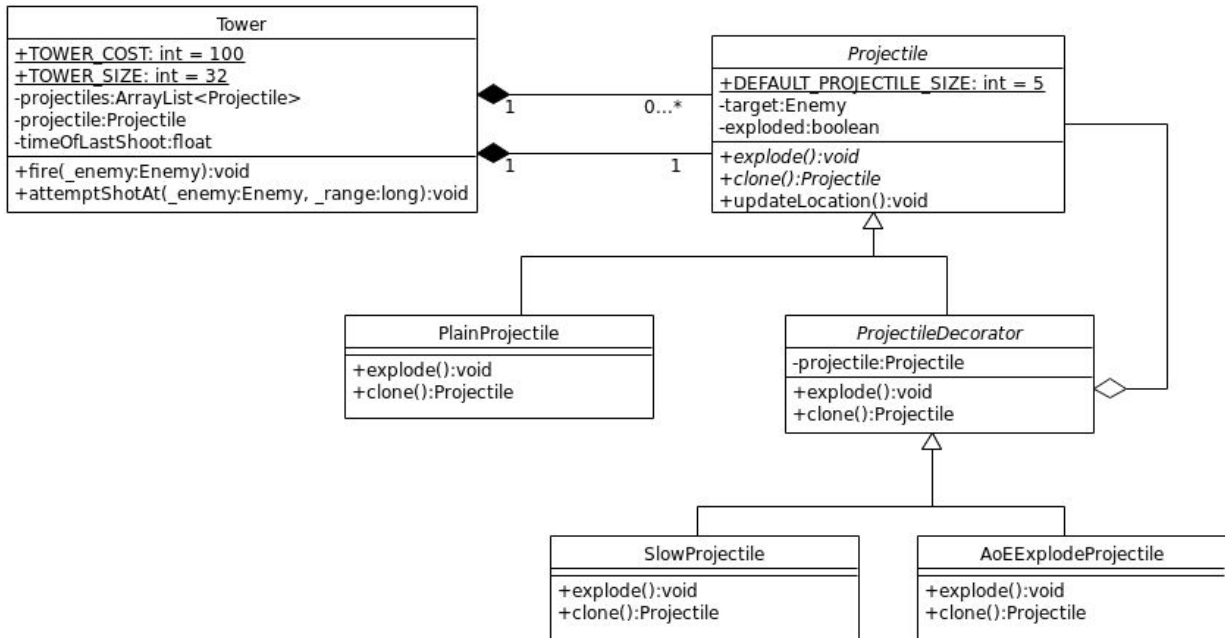 Tower
+TOWER_COST: int = 100
+TOWER_SIZE: int = 32
-projectiles:ArrayList<Projectile>
-projectile:Projectile
-timeOfLastShoot:float
+fire(_enemy:Enemy):void
+attemptShotAt(_enemy:Enemy, _range:long):void
1
0...*
1
1
Projectile
+DEFAULT_PROJECTILE_SIZE: int = 5
-target:Enemy
-exploded:boolean
+explode():void
+clone():Projectile
+updateLocation():void
PlainProjectile
+explode():void
+clone():Projectile
ProjectileDecorator
-projectile:Projectile
+explode():void
+clone():Projectile
SlowProjectile
+explode():void
+clone():Projectile
AoEExplodeProjectile
+explode():void
+clone():Projectile